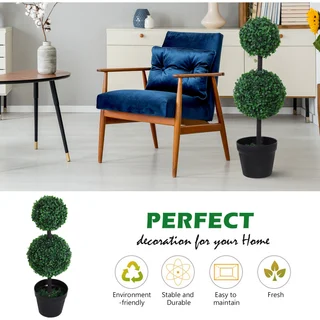 PERFECT
decoration for your Home
Environment
-friendly
Stable and
Durable
Easy to
maintain
Fresh